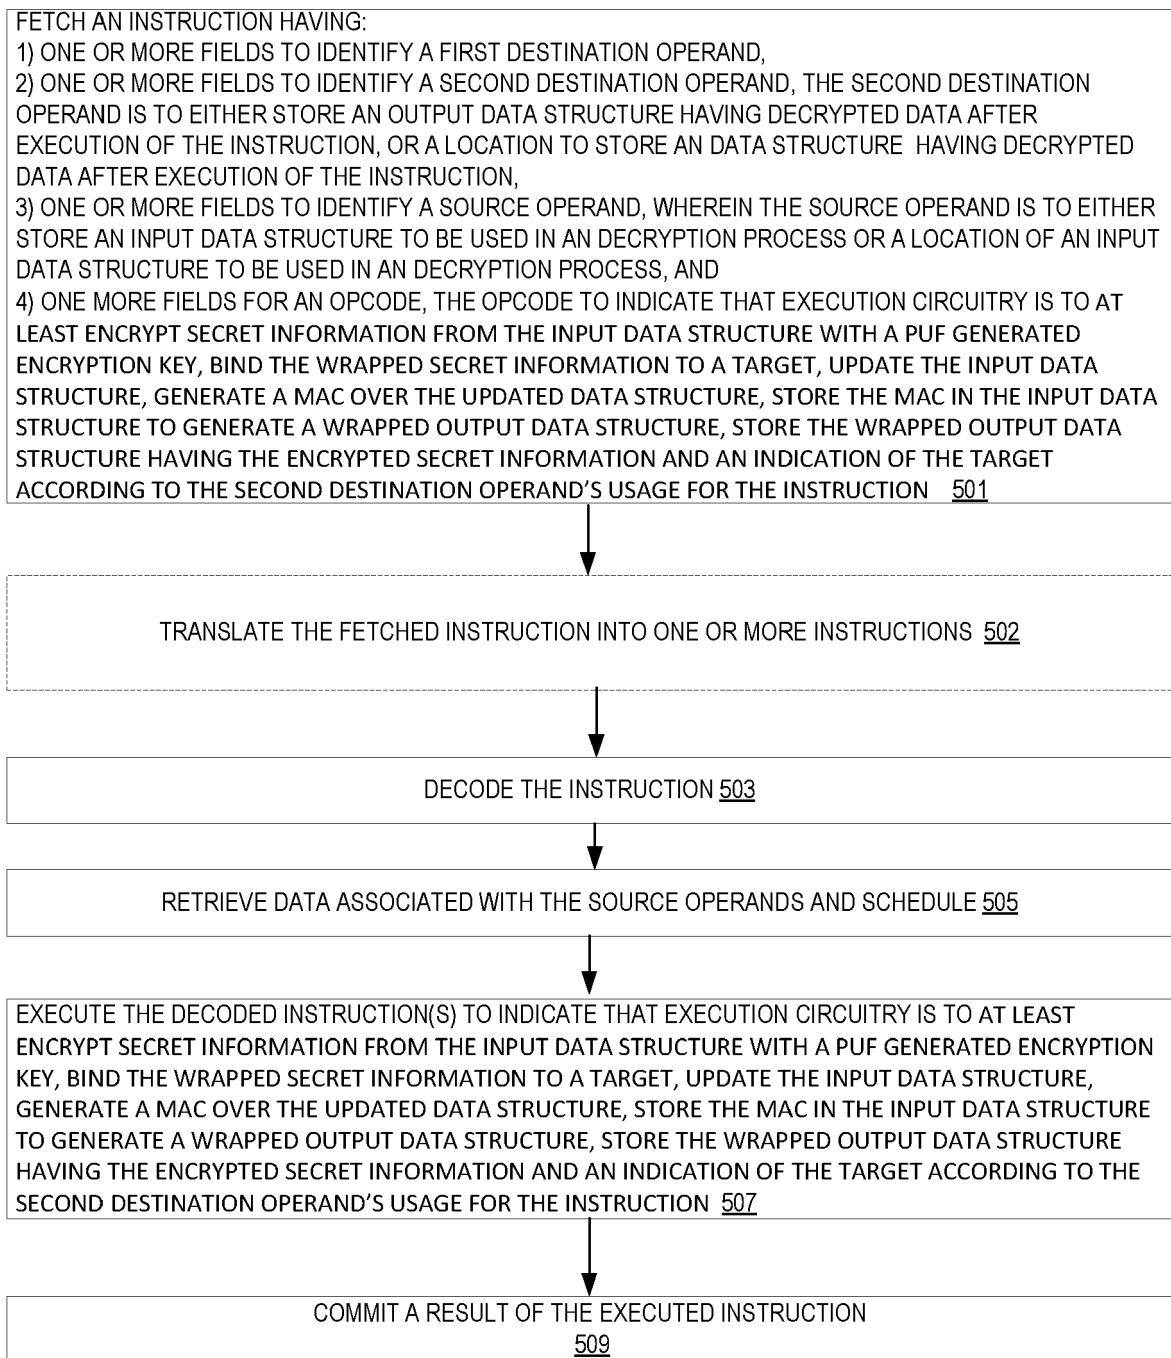 FETCH AN INSTRUCTION HAVING:
1) ONE OR MORE FIELDS TO IDENTIFY A FIRST DESTINATION OPERAND,
2) ONE OR MORE FIELDS TO IDENTIFY A SECOND DESTINATION OPERAND, THE SECOND DESTINATION
OPERAND IS TO EITHER STORE AN OUTPUT DATA STRUCTURE HAVING DECRYPTED DATA AFTER
EXECUTION OF THE INSTRUCTION, OR A LOCATION TO STORE AN DATA STRUCTURE HAVING DECRYPTED
DATA AFTER EXECUTION OF THE INSTRUCTION,
3) ONE OR MORE FIELDS TO IDENTIFY A SOURCE OPERAND, WHEREIN THE SOURCE OPERAND IS TO EITHER
STORE AN INPUT DATA STRUCTURE TO BE USED IN AN DECRYPTION PROCESS OR A LOCATION OF AN INPUT
DATA STRUCTURE TO BE USED IN AN DECRYPTION PROCESS, AND
4) ONE MORE FIELDS FOR AN OPCODE, THE OPCODE TO INDICATE THAT EXECUTION CIRCUITRY IS TO AT
LEAST ENCRYPT SECRET INFORMATION FROM THE INPUT DATA STRUCTURE WITH A PUF GENERATED
ENCRYPTION KEY, BIND THE WRAPPED SECRET INFORMATION TO A TARGET, UPDATE THE INPUT DATA
STRUCTURE, GENERATE A MAC OVER THE UPDATED DATA STRUCTURE, STORE THE MAC IN THE INPUT DATA
STRUCTURE TO GENERATE A WRAPPED OUTPUT DATA STRUCTURE, STORE THE WRAPPED OUTPUT DATA
STRUCTURE HAVING THE ENCRYPTED SECRET INFORMATION AND AN INDICATION OF THE TARGET
ACCORDING TO THE SECOND DESTINATION OPERAND'S USAGE FOR THE INSTRUCTION 501
TRANSLATE THE FETCHED INSTRUCTION INTO ONE OR MORE INSTRUCTIONS 502
DECODE THE INSTRUCTION 503
RETRIEVE DATA ASSOCIATED WITH THE SOURCE OPERANDS AND SCHEDULE 505
EXECUTE THE DECODED INSTRUCTION(S) TO INDICATE THAT EXECUTION CIRCUITRY IS TO AT LEAST
ENCRYPT SECRET INFORMATION FROM THE INPUT DATA STRUCTURE WITH A PUF GENERATED ENCRYPTION
KEY, BIND THE WRAPPED SECRET INFORMATION TO A TARGET, UPDATE THE INPUT DATA STRUCTURE,
GENERATE A MAC OVER THE UPDATED DATA STRUCTURE, STORE THE MAC IN THE INPUT DATA STRUCTURE
TO GENERATE A WRAPPED OUTPUT DATA STRUCTURE, STORE THE WRAPPED OUTPUT DATA STRUCTURE
HAVING THE ENCRYPTED SECRET INFORMATION AND AN INDICATION OF THE TARGET ACCORDING TO THE
SECOND DESTINATION OPERAND'S USAGE FOR THE INSTRUCTION 507
COMMIT A RESULT OF THE EXECUTED INSTRUCTION
509